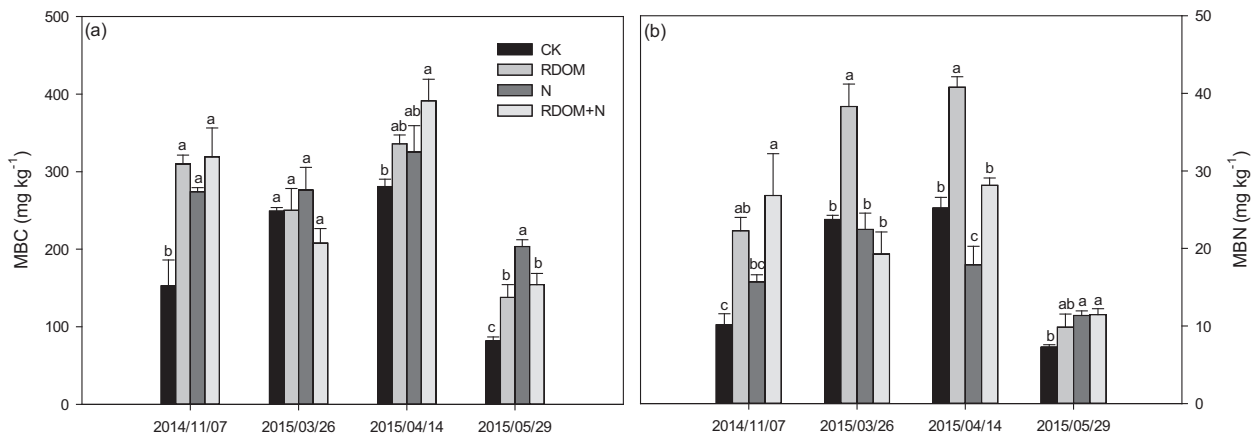 (a)
CK
RDOM
N
RDOM+N
MBC (mg kg-1)
500
400
300
200
100
0
b a a a
a a a a
b ab ab a
c b a b
2014/11/07 2015/03/26 2015/04/14 2015/05/29
(b)
c ab bc a
b a b b
b a c b
b ab a a
50
40
30
20
10
0
MBN (mg kg-1)
2014/11/07 2015/03/26 2015/04/14 2015/05/29